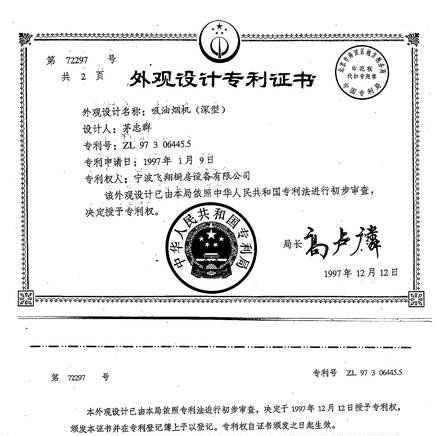 第 72297 号
共 2 页
外观设计专利证书
外观设计名称：吸油烟机（深型）
设计人：茅忠群
专利号：ZL 97 3 06445.5
专利申请日：1997年 1月 9日
专利权人：宁波飞翔厨房设备有限公司
该外观设计已由本局依照中华人民共和国专利法进行初步审查，
决定授予专利权。
中华人民共和国专利局
局长 高卢麟
1997年 12月 12日
第 72297 号
专利号 ZL 97 3 06445.5
本外观设计已由本局依照专利法进行初步审查，决定于 1997年 12月 12日授予专利权，
颁发本证书并在专利登记簿上予以登记。专利权自证书颁发之日起生效。